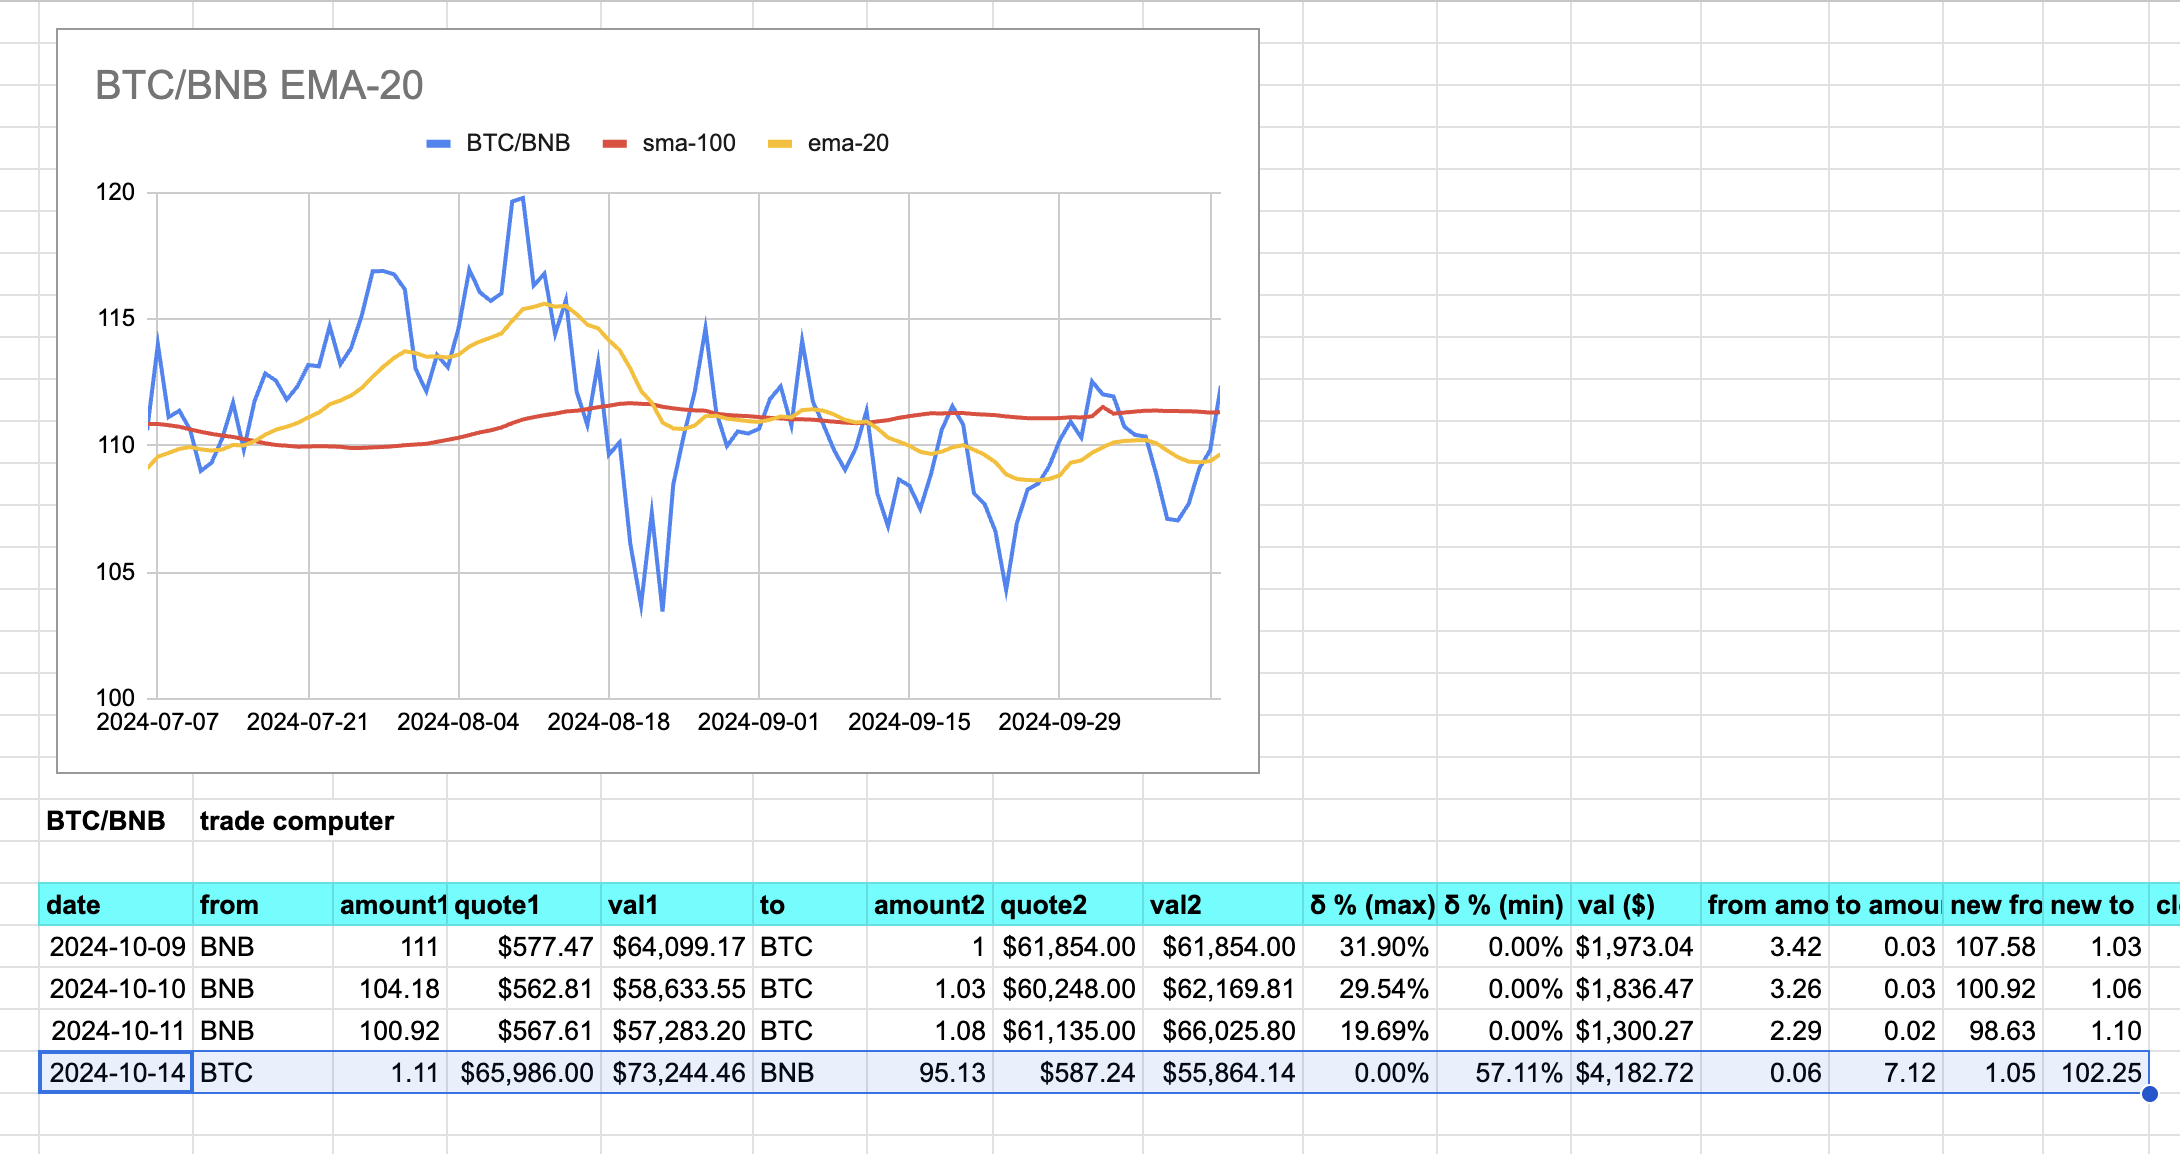 BTC/BNB EMA-20
BTC/BNB sma-100 ema-20
120
115
110
105
100
2024-07-07 2024-07-21 2024-08-04 2024-08-18 2024-09-01 2024-09-15 2024-09-29
BTC/BNB trade computer
date from amount1 quote1 val1 to amount2 quote2 val2 δ % (max) δ % (min) val ($) from amo to amou new fro new to cl
2024-10-09 BNB 111 $577.47 $64,099.17 BTC 1 $61,854.00 $61,854.00 31.90% 0.00% $1,973.04 3.42 0.03 107.58 1.03
2024-10-10 BNB 104.18 $562.81 $58,633.55 BTC 1.03 $60,248.00 $62,169.81 29.54% 0.00% $1,836.47 3.26 0.03 100.92 1.06
2024-10-11 BNB 100.92 $567.61 $57,283.20 BTC 1.08 $61,135.00 $66,025.80 19.69% 0.00% $1,300.27 2.29 0.02 98.63 1.10
2024-10-14 BTC 1.11 $65,986.00 $73,244.46 BNB 95.13 $587.24 $55,864.14 0.00% 57.11% $4,182.72 0.06 7.12 1.05 102.25